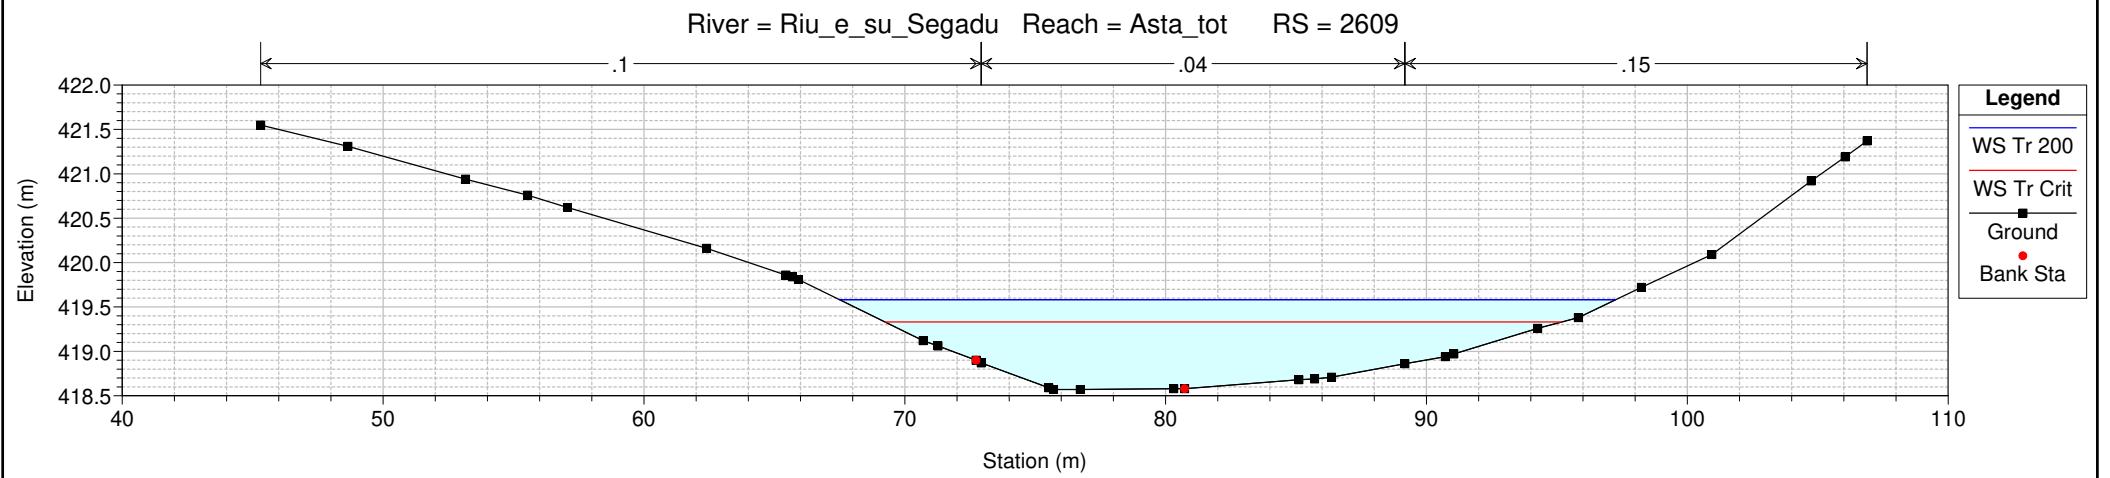 River = Riu_e_su_Segadu Reach = Asta_tot RS = 2609
.1 .04 .15
422.0
421.5
421.0
420.5
420.0
419.5
419.0
418.5
Elevation (m)
40 50 60 70 80 90 100 110
Station (m)
Legend
WS Tr 200
WS Tr Crit
Ground
Bank Sta